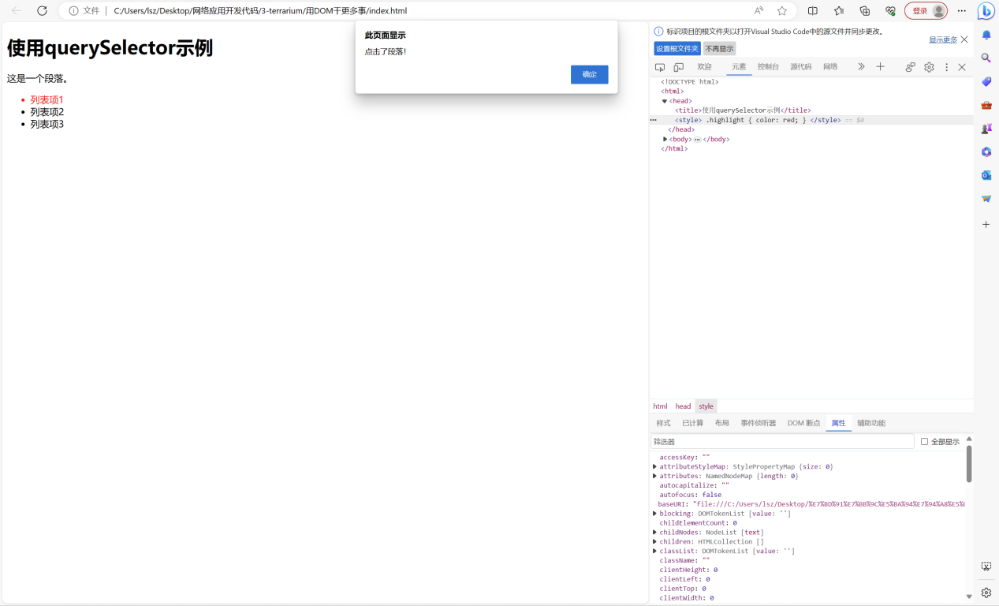 文件 | C:/Users/lsz/Desktop/网络应用开发代码/3-terrarium/用DOM干更多事/index.html
登录
此页面显示
点击了段落!
确定
使用querySelector示例
这是一个段落。
列表项1
列表项2
列表项3
标识项目的根文件夹以打开Visual Studio Code中的源文件并同步更改。
显示更多
设置根文件夹 不再显示
欢迎 元素 控制台 源代码 网络
<!DOCTYPE html>
<html>
<head>
<title>使用querySelector示例</title>
<style> .highlight { color: red; } </style> == $0
</head>
<body> </body>
</html>
html head style
样式 已计算 布局 事件侦听器 DOM 断点 属性 辅助功能
筛选器 全部显示
accessKey: ""
attributeStyleMap: StylePropertyMap {size: 0}
attributes: NamedNodeMap {length: 0}
autocapitalize: ""
autofocus: false
baseURI: "file:///C:/Users/lsz/Desktop/%E7%BD%91%E7%BB%9C%E5%BA%94%E7%94%A8%E5%
blocking: DOMTokenList [value: '']
childElementCount: 0
childNodes: NodeList [text]
children: HTMLCollection []
classList: DOMTokenList [value: '']
className: ""
clientHeight: 0
clientLeft: 0
clientTop: 0
clientWidth: 0